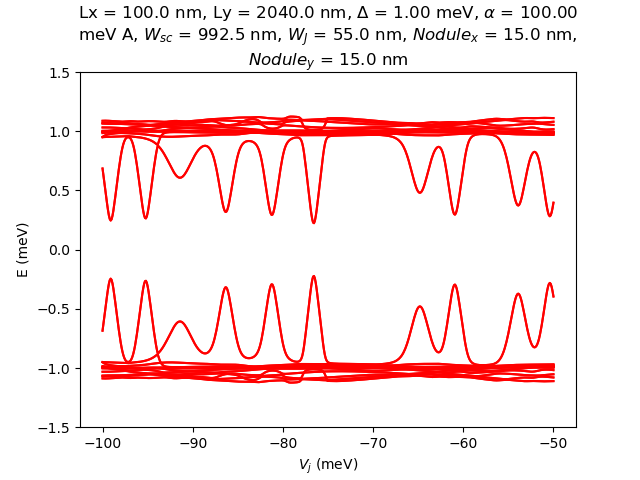 Lx = 100.0 nm, Ly = 2040.0 nm, Δ = 1.00 meV, α = 100.00
meV A, W_sc = 992.5 nm, W_J = 55.0 nm, Nodule_x = 15.0 nm,
Nodule_y = 15.0 nm
1.5
1.0
0.5
0.0
−0.5
−1.0
−1.5
E (meV)
−100 −90 −80 −70 −60 −50
V_j (meV)